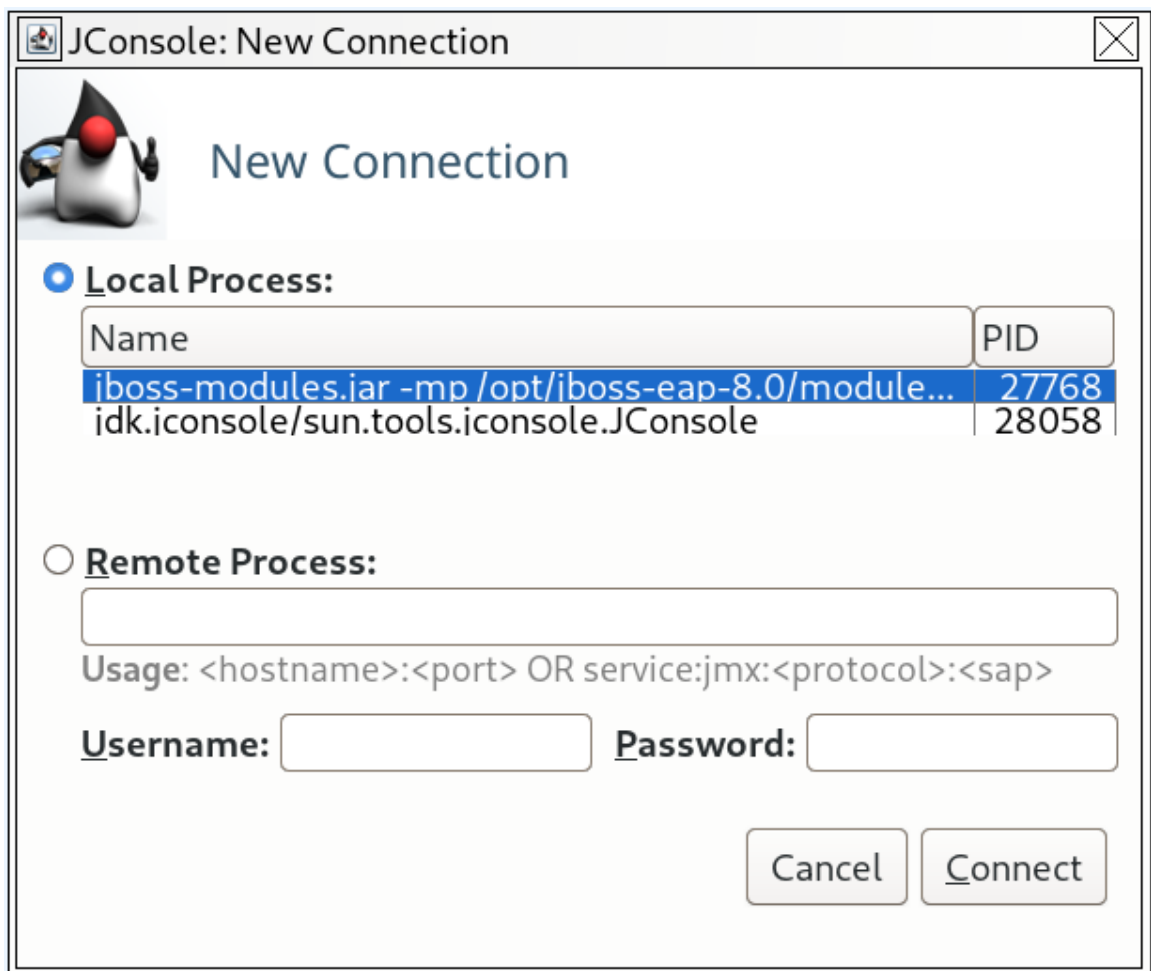 JConsole: New Connection
New Connection
Local Process:
Name PID
jboss-modules.jar -mp /opt/jboss-eap-8.0/module... 27768
jdk.jconsole/sun.tools.jconsole.JConsole 28058
Remote Process:
Usage: <hostname>:<port> OR service:jmx:<protocol>:<sap>
Username: Password:
Cancel Connect